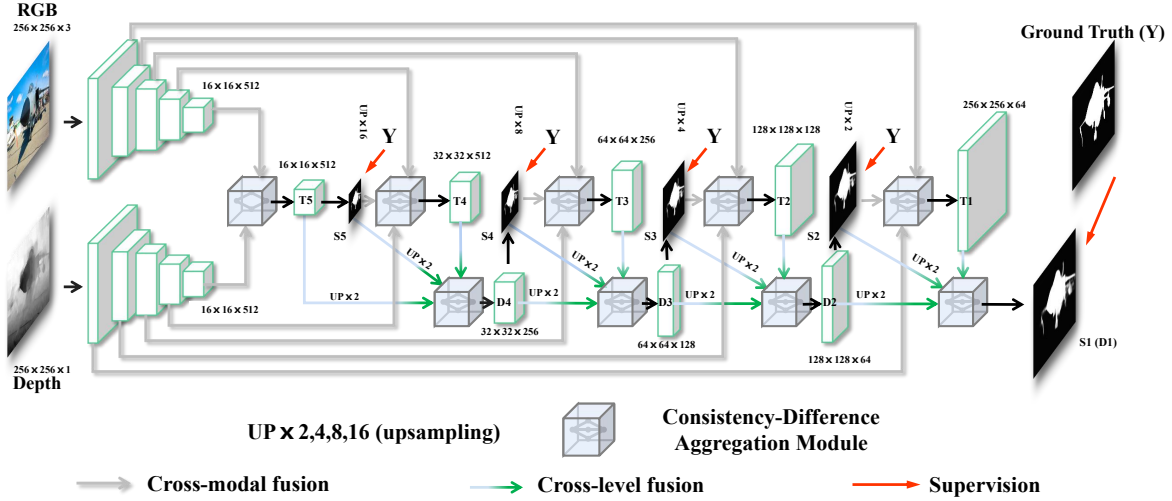 RGB
256×256×3
Ground Truth (Y)
16×16×512
UP×16
Y
UP×8
Y
UP×4
Y
UP×2
Y
256×256×64
128×128×128
64×64×256
32×32×512
16×16×512
T5
T4
T3
T2
T1
S5
S4
S3
S2
UP×2
UP×2
UP×2
UP×2
UP×2
D4
UP×2
D3
UP×2
D2
UP×2
16×16×512
32×32×256
64×64×128
128×128×64
S1 (D1)
256×256×1
Depth
UP×2,4,8,16 (upsampling)
Consistency-Difference
Aggregation Module
Cross-modal fusion
Cross-level fusion
Supervision